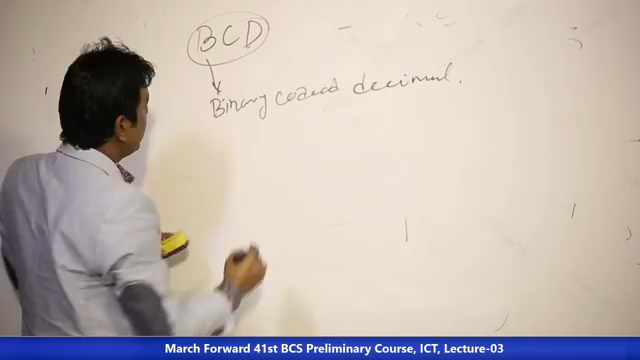 BCD
Binary coded decimal.
March Forward 41st BCS Preliminary Course, ICT, Lecture-03